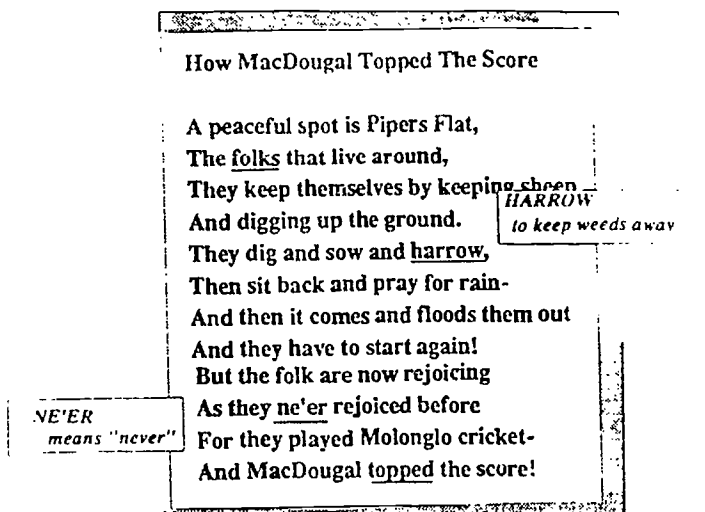 How MacDougal Topped The Score
A peaceful spot is Pipers Flat,
The folks that live around,
They keep themselves by keeping sheep
And digging up the ground.
HARROW
to keep weeds away
They dig and sow and harrow,
Then sit back and pray for rain-
And then it comes and floods them out
And they have to start again!
But the folk are now rejoicing
NE'ER
means "never"
As they ne'er rejoiced before
For they played Molonglo cricket-
And MacDougal topped the score!